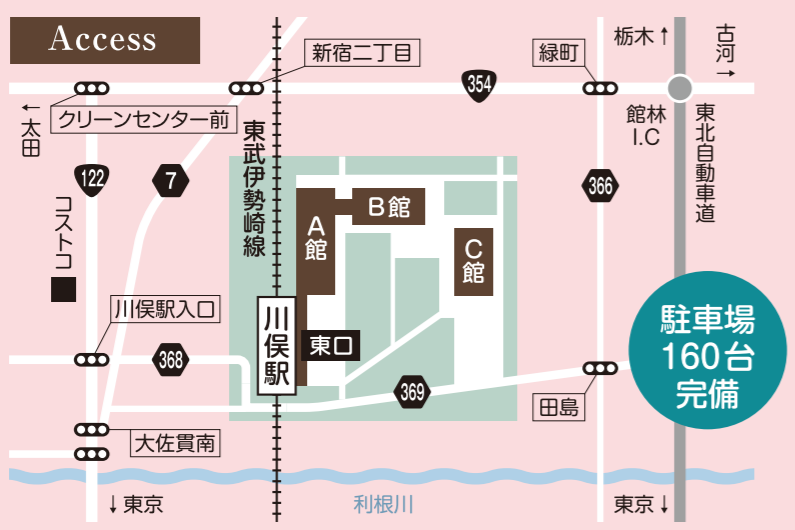 Access
新宿二丁目
緑町
栃木↑
古河→
354
クリーンセンター前
←太田
東武伊勢崎線
館林
I.C
東北自動車道
122
7
366
コストコ
A館
B館
C館
川俣駅入口
川俣駅
東口
368
369
田島
駐車場
160台
完備
大佐貫南
↓東京
利根川
東京↓